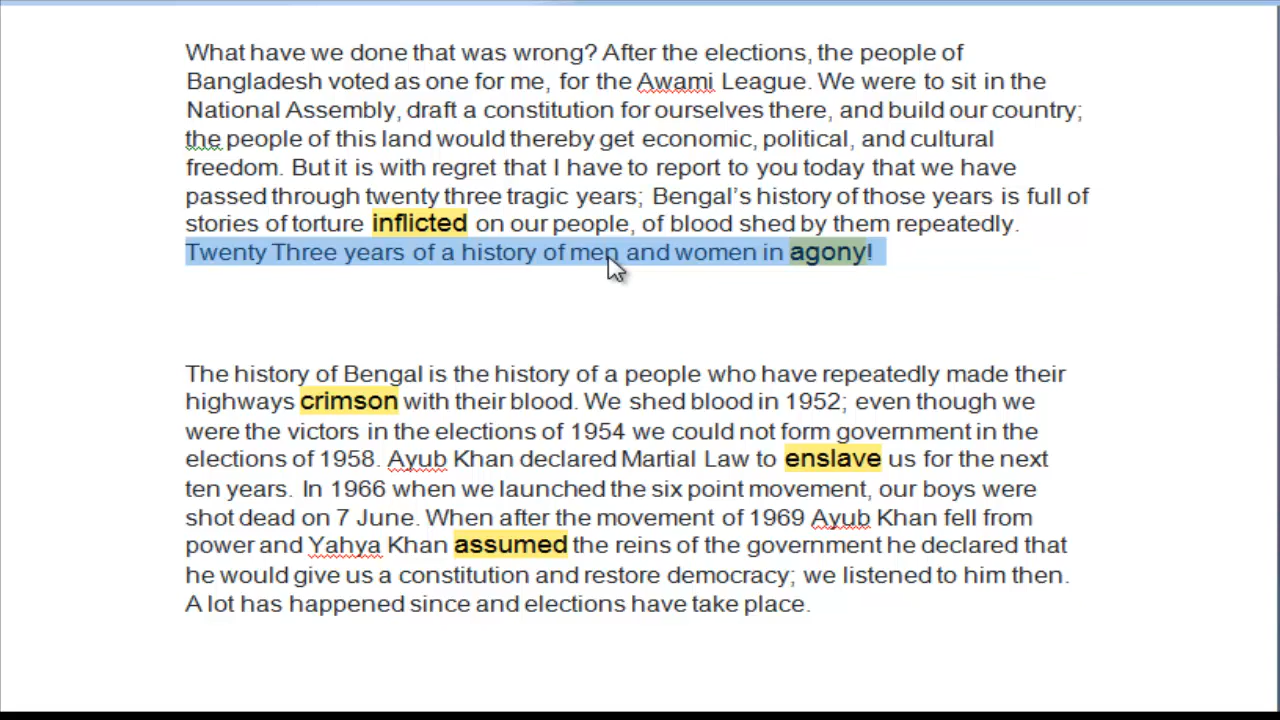 What have we done that was wrong? After the elections, the people of
Bangladesh voted as one for me, for the Awami League. We were to sit in the
National Assembly, draft a constitution for ourselves there, and build our country;
the people of this land would thereby get economic, political, and cultural
freedom. But it is with regret that I have to report to you today that we have
passed through twenty three tragic years; Bengal's history of those years is full of
stories of torture inflicted on our people, of blood shed by them repeatedly.
Twenty Three years of a history of men and women in agony!
The history of Bengal is the history of a people who have repeatedly made their
highways crimson with their blood. We shed blood in 1952; even though we
were the victors in the elections of 1954 we could not form government in the
elections of 1958. Ayub Khan declared Martial Law to enslave us for the next
ten years. In 1966 when we launched the six point movement, our boys were
shot dead on 7 June. When after the movement of 1969 Ayub Khan fell from
power and Yahya Khan assumed the reins of the government he declared that
he would give us a constitution and restore democracy; we listened to him then.
A lot has happened since and elections have take place.